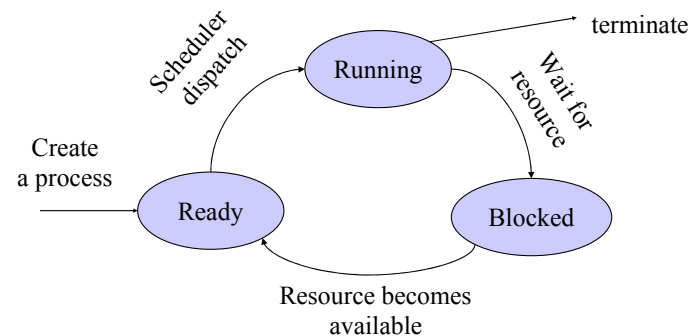 terminate
Scheduler
dispatch
Running
Wait for
resource
Create
a process
Ready
Blocked
Resource becomes
available